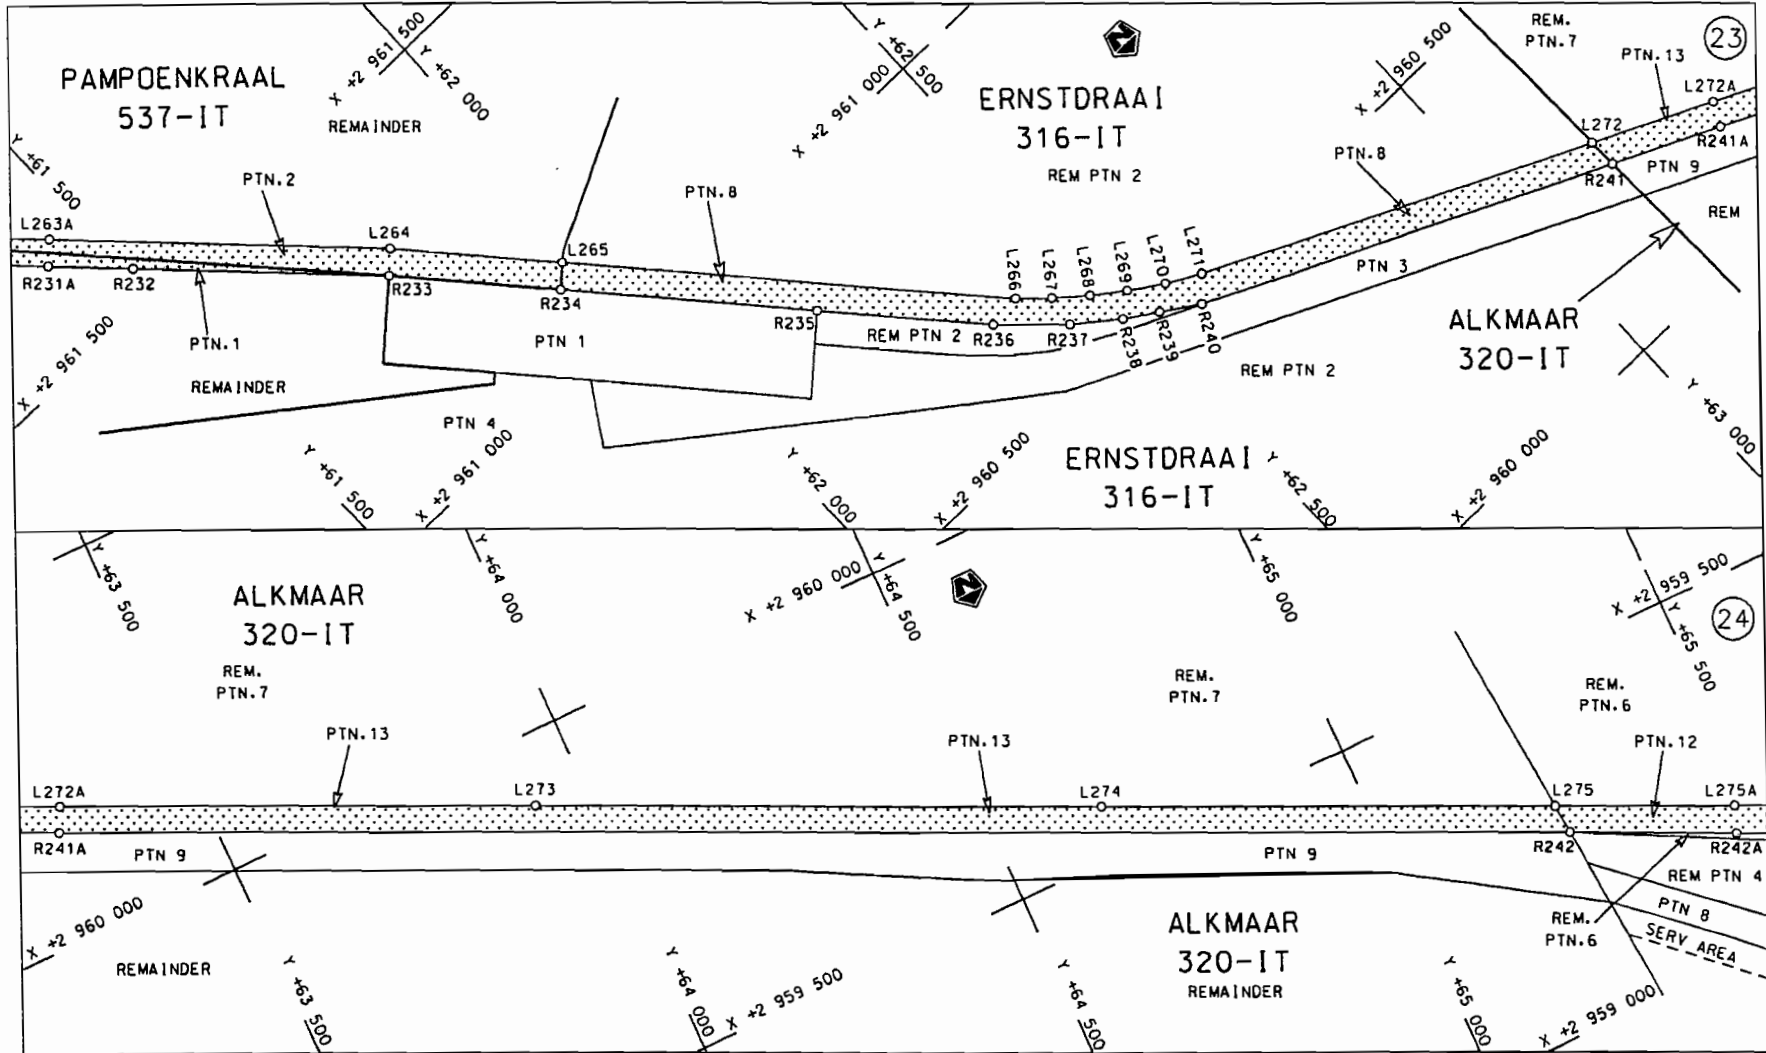 X +2 961 500
Y +62 000
Y +62 500
X +2 961 000
X +2 960 500
REM.
PTN.7
23
PTN.13
PAMPOENKRAAL
537-IT
REMAINDER
ERNSTDRAAI
316-IT
REM PTN 2
L272A
L272
R241A
PTN.8
R241
PTN 9
REM
Y +61 500
PTN.2
PTN.8
L263A
L264
L265
L266
L267
L268
L269
L270
L271
PTN 3
R231A
R232
R233
R234
R235
REM PTN 2
R236
R237
R238
R239
R240
PTN.1
PTN 1
ALKMAAR
320-IT
X +2 961 500
REMAINDER
REM PTN 2
PTN 4
Y +63 000
Y +61 500
X +2 961 000
Y +62 000
X +2 960 500
ERNSTDRAAI
316-IT
Y +62 500
X +2 960 000
Y +63 500
Y +64 000
X +2 960 000
Y +64 500
Y +65 000
X +2 959 500
Y +65 500
24
ALKMAAR
320-IT
REM.
PTN.7
REM.
PTN.7
REM.
PTN.6
PTN.13
PTN.13
PTN.12
L272A
L273
L274
L275
L275A
R241A
PTN 9
PTN 9
R242
R242A
REM PTN 4
PTN 8
REM.
PTN.6
SERV AREA
X +2 960 000
REMAINDER
ALKMAAR
320-IT
REMAINDER
Y +63 500
Y +64 000
X +2 959 500
Y +64 500
Y +65 000
X +2 959 000